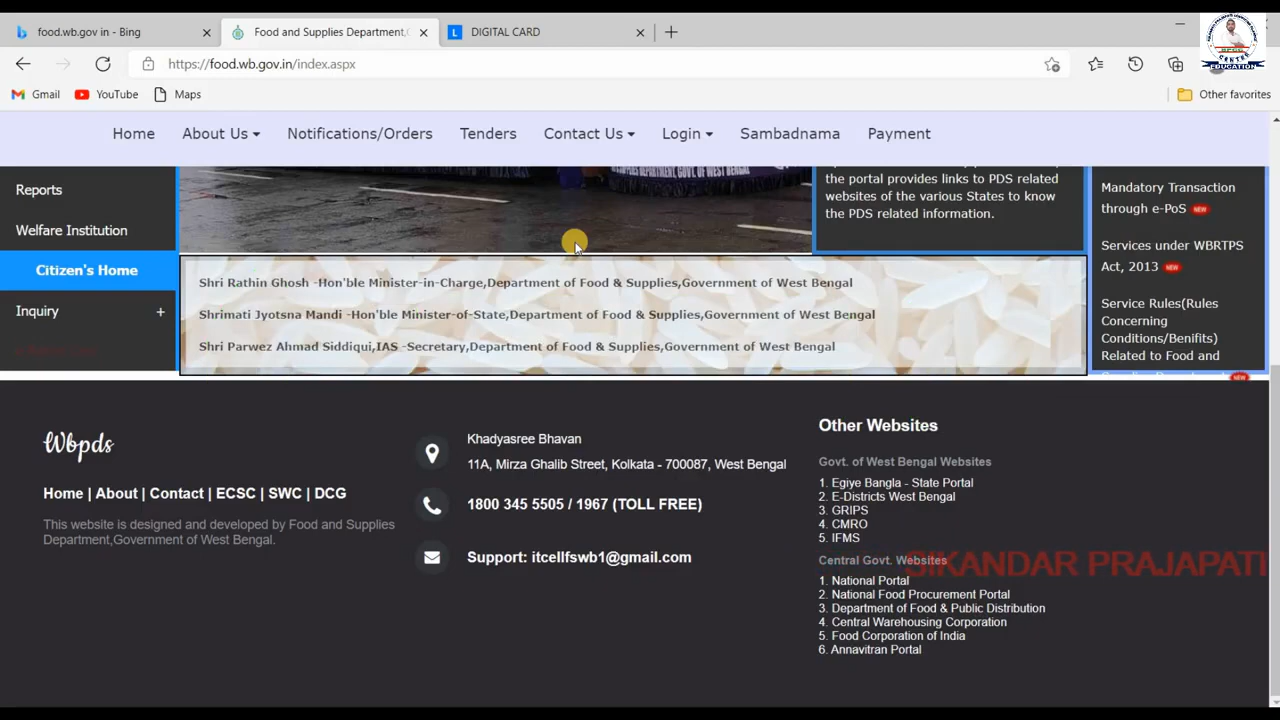 food.wb.gov in - Bing
Food and Supplies Department,
DIGITAL CARD
https://food.wb.gov.in/index.aspx
Gmail
YouTube
Maps
Other favorites
CENTER
EDUCATION
Home
About Us
Notifications/Orders
Tenders
Contact Us
Login
Sambadnama
Payment
Reports
Welfare Institution
Citizen's Home
Inquiry +
the portal provides links to PDS related
websites of the various States to know
the PDS related information.
Mandatory Transaction
through e-PoS NEW
Services under WBRTPS
Act, 2013 NEW
Service Rules(Rules
Concerning
Conditions/Benifits)
Related to Food and
NEW
Shri Rathin Ghosh -Hon'ble Minister-in-Charge,Department of Food & Supplies,Government of West Bengal
Shrimati Jyotsna Mandi -Hon'ble Minister-of-State,Department of Food & Supplies,Government of West Bengal
Shri Parwez Ahmad Siddiqui,IAS -Secretary,Department of Food & Supplies,Government of West Bengal
Wbpds
Home | About | Contact | ECSC | SWC | DCG
This website is designed and developed by Food and Supplies
Department,Government of West Bengal.
Khadyasree Bhavan
11A, Mirza Ghalib Street, Kolkata - 700087, West Bengal
1800 345 5505 / 1967 (TOLL FREE)
Support: itcellfswb1@gmail.com
Other Websites
Govt. of West Bengal Websites
1. Egiye Bangla - State Portal
2. E-Districts West Bengal
3. GRIPS
4. CMRO
5. IFMS
Central Govt. Websites
1. National Portal
2. National Food Procurement Portal
3. Department of Food & Public Distribution
4. Central Warehousing Corporation
5. Food Corporation of India
6. Annavitran Portal
SIKANDAR PRAJAPATI